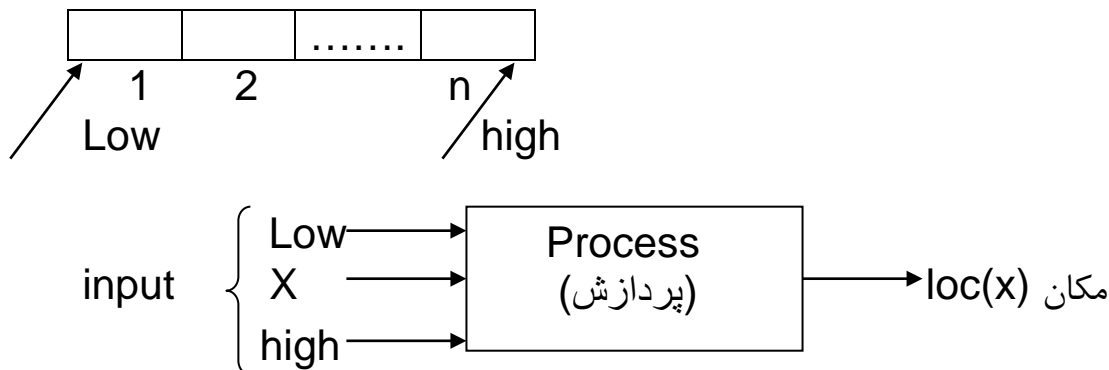 .......
1 2 n
Low high
Low
Process
input X (پردازش) loc(x) مکان
high